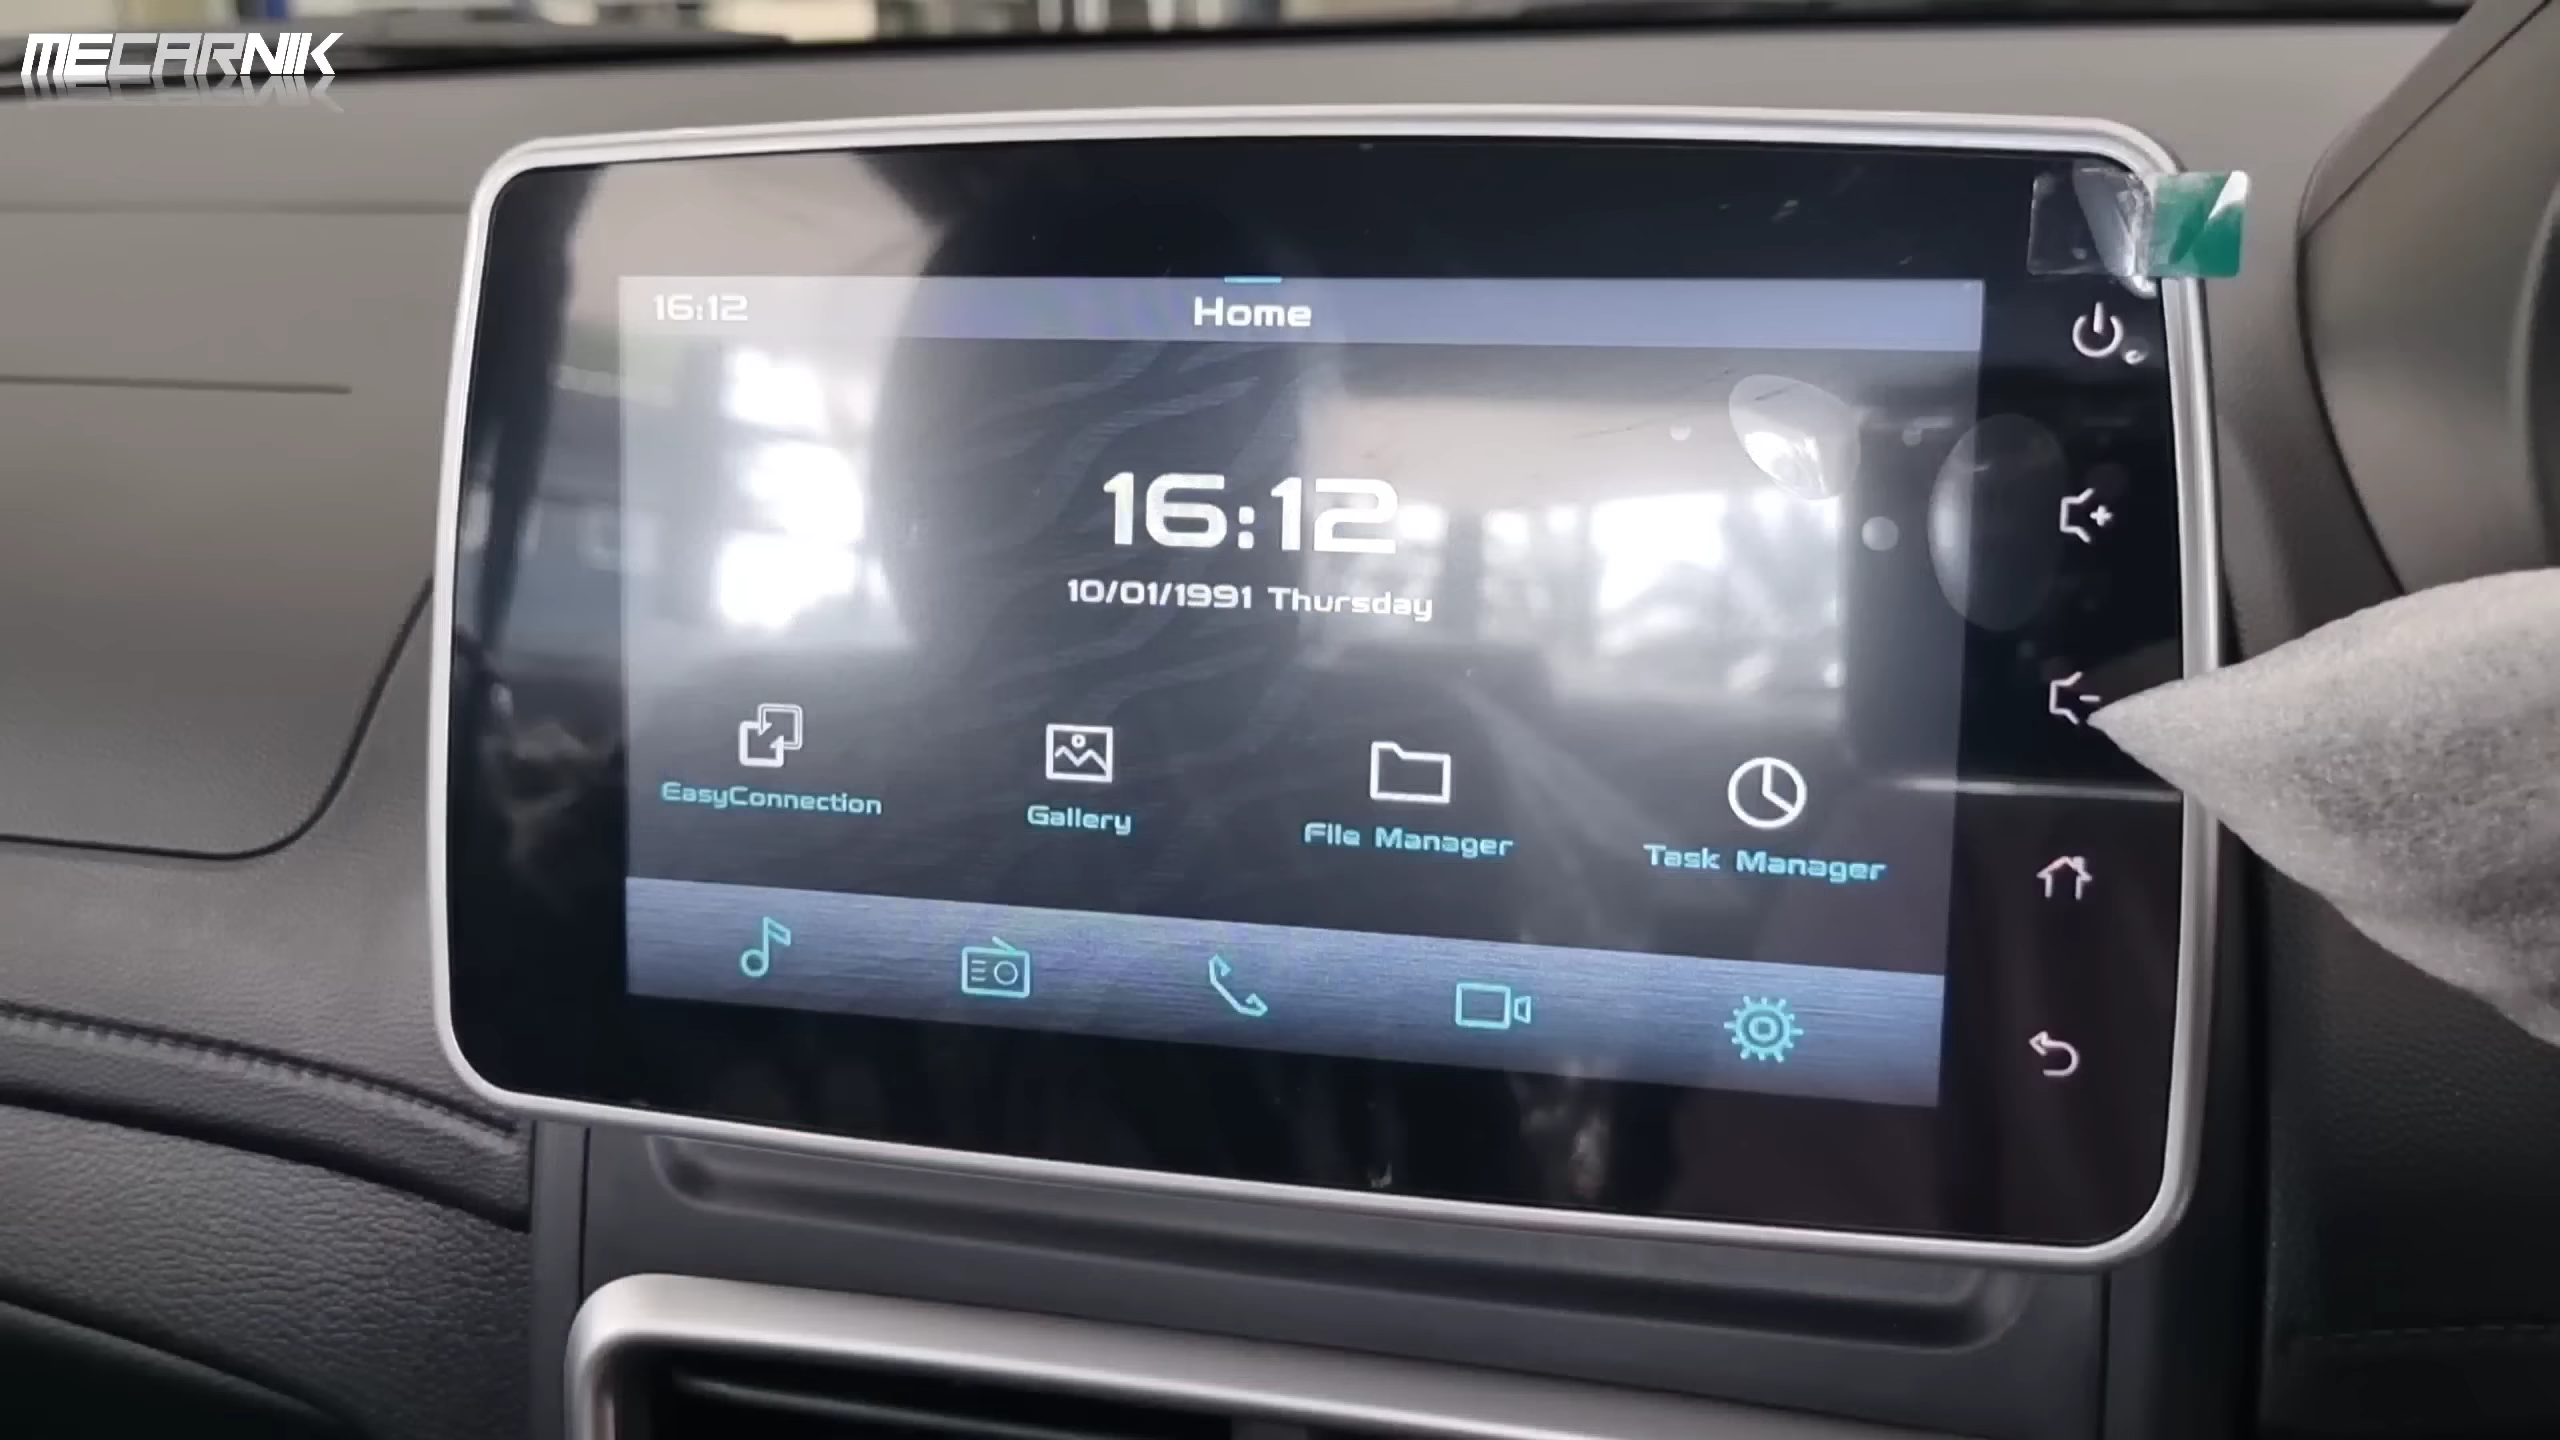 MECARNIK
16:12
Home
16:12
10/01/1991 Thursday
EasyConnection
Gallery
File Manager
Task Manager